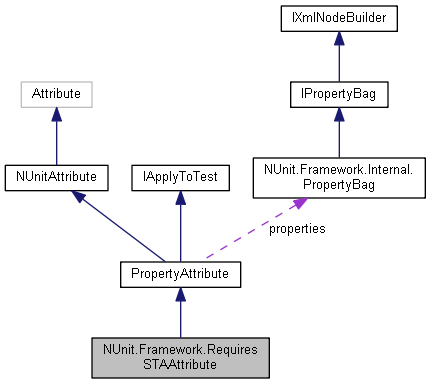 IXmlNodeBuilder
Attribute
IPropertyBag
NUnitAttribute
IApplyToTest
NUnit.Framework.Internal.
PropertyBag
properties
PropertyAttribute
NUnit.Framework.Requires
STAAttribute